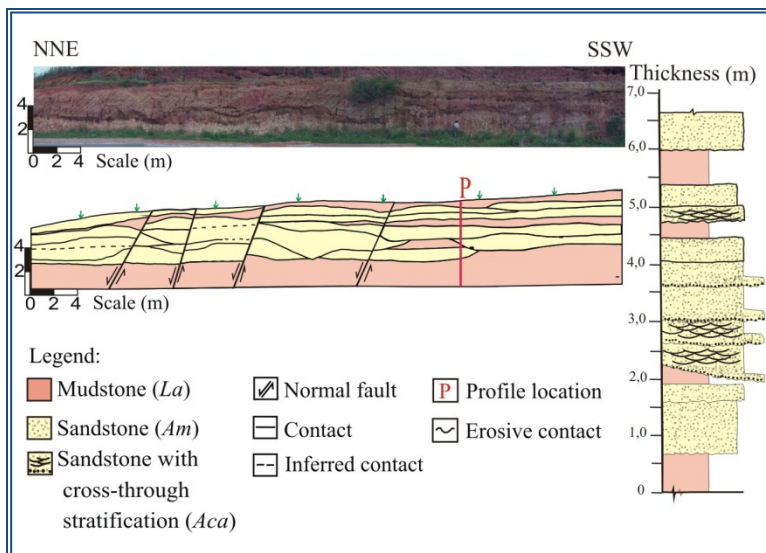 NNE
SSW
Thickness (m)
7,0
6,0
5,0
4,0
3,0
2,0
1,0
0
4
2
0 2 4 Scale (m)
P
4
2
0 2 4 Scale (m)
Legend:
Mudstone (La)
Sandstone (Am)
Sandstone with
cross-through
stratification (Aca)
Normal fault
Contact
Inferred contact
P Profile location
Erosive contact